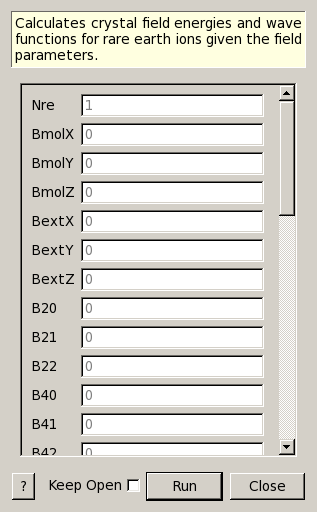 Calculates crystal field energies and wave
functions for rare earth ions given the field
parameters.
Nre 1
BmolX 0
BmolY 0
BmolZ 0
BextX 0
BextY 0
BextZ 0
B20 0
B21 0
B22 0
B40 0
B41 0
B42 0
? Keep Open Run Close